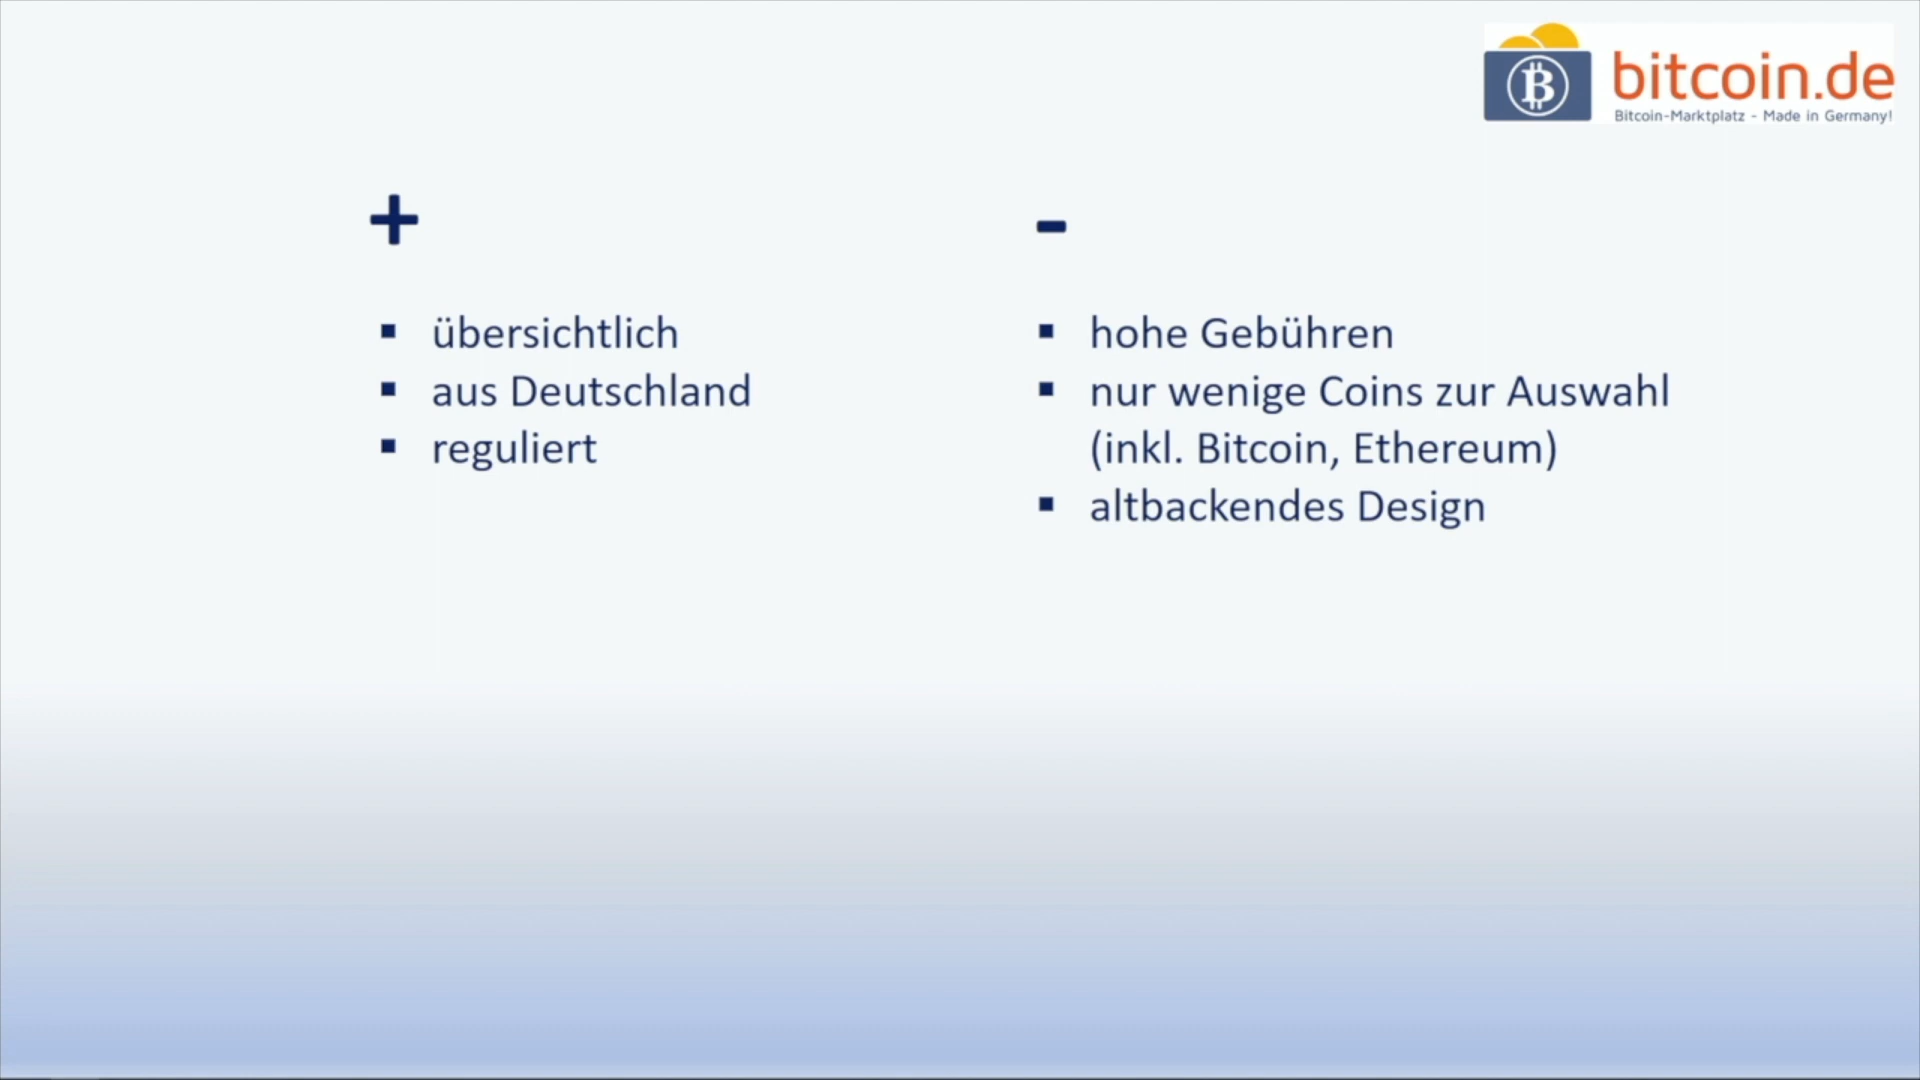 bitcoin.de
Bitcoin-Marktplatz - Made in Germany!
+
▪ übersichtlich
▪ aus Deutschland
▪ reguliert
-
▪ hohe Gebühren
▪ nur wenige Coins zur Auswahl
(inkl. Bitcoin, Ethereum)
▪ altbackendes Design